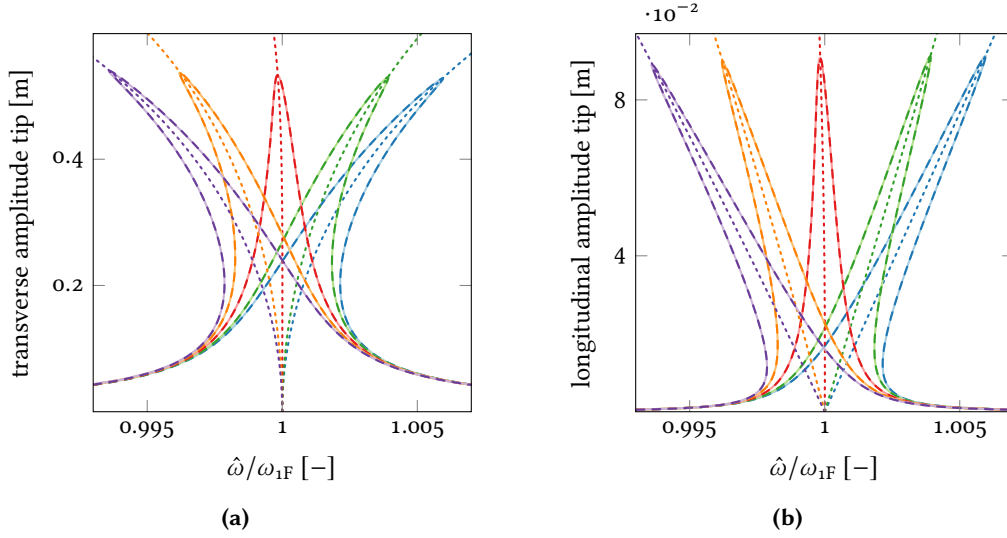 ·10⁻²
transverse amplitude tip [m]
0.4
0.2
0.995
1
1.005
ω̂/ω₁F [−]
(a)
longitudinal amplitude tip [m]
8
4
0.995
1
1.005
ω̂/ω₁F [−]
(b)